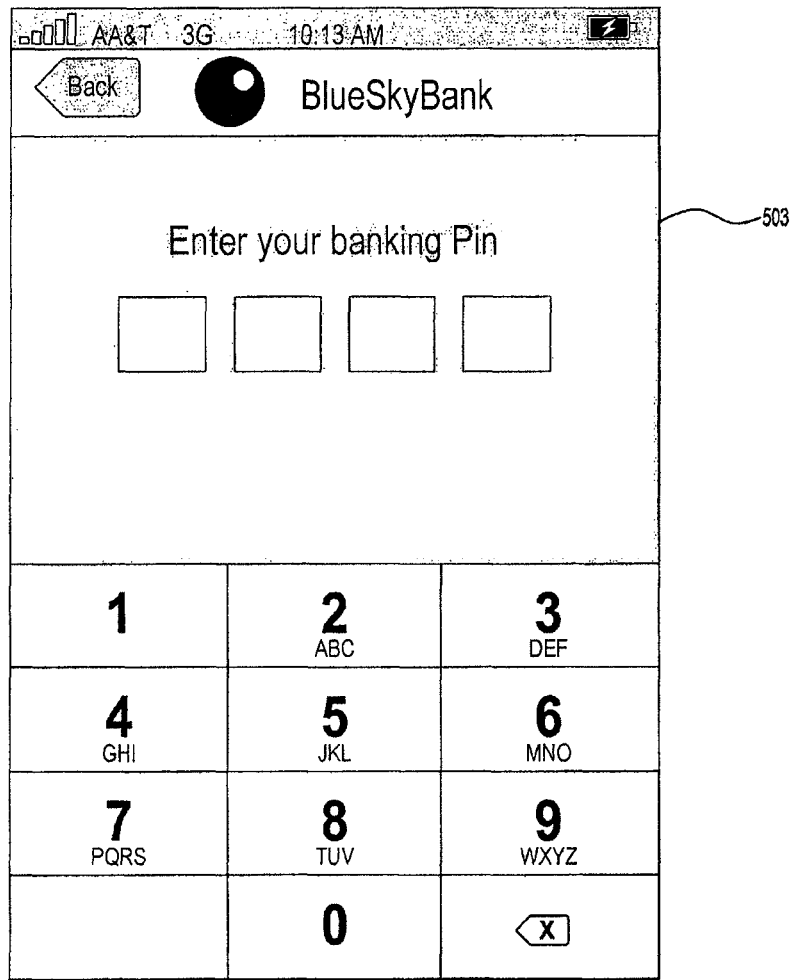 AA&T 3G 10:13 AM
Back BlueSkyBank
503
Enter your banking Pin
1 2 3
ABC DEF
4 5 6
GHI JKL MNO
7 8 9
PQRS TUV WXYZ
0 X